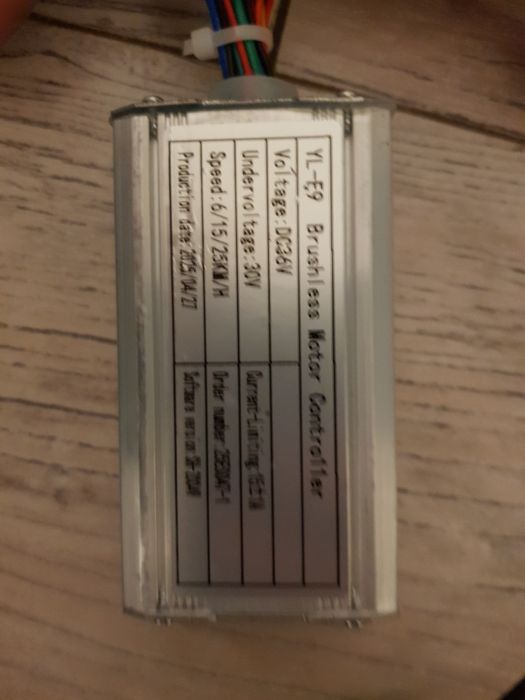 YL-E9 Brushless Motor Controller
Voltage:DC36V
Undervoltage:30V
Current-Limiting:15±1A
Speed:6/15/25KM/H
Order number:
Production date:2025/04/27
Software version: